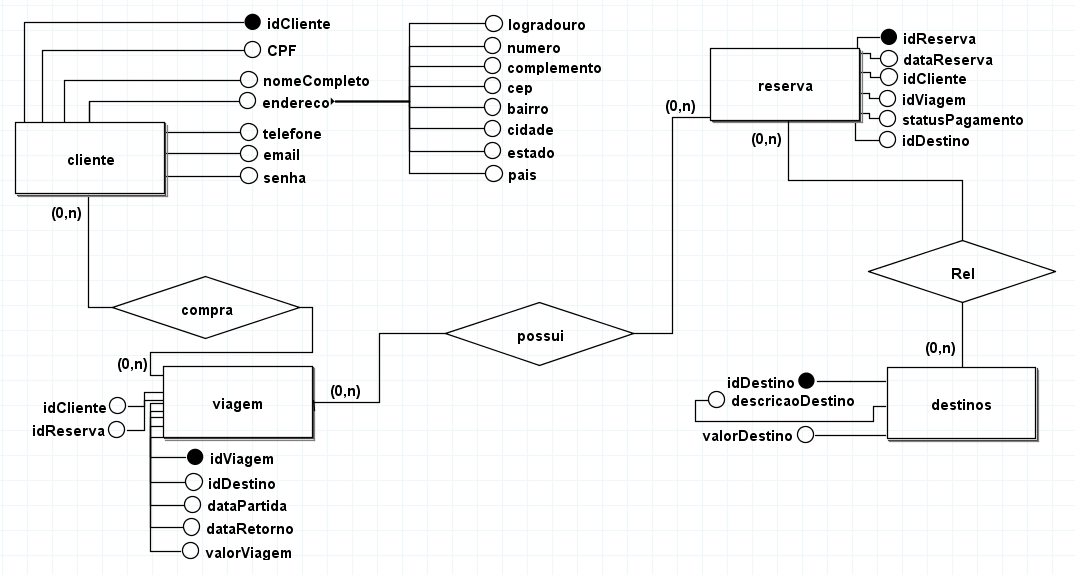 idCliente
CPF
nomeCompleto
endereco
telefone
email
senha
cliente
(0,n)
logradouro
numero
complemento
cep
bairro
cidade
estado
pais
reserva
(0,n)
(0,n)
idReserva
dataReserva
idCliente
idViagem
statusPagamento
idDestino
Rel
(0,n)
compra
possui
(0,n)
(0,n)
viagem
idCliente
idReserva
idViagem
idDestino
dataPartida
dataRetorno
valorViagem
idDestino
descricaoDestino
valorDestino
destinos